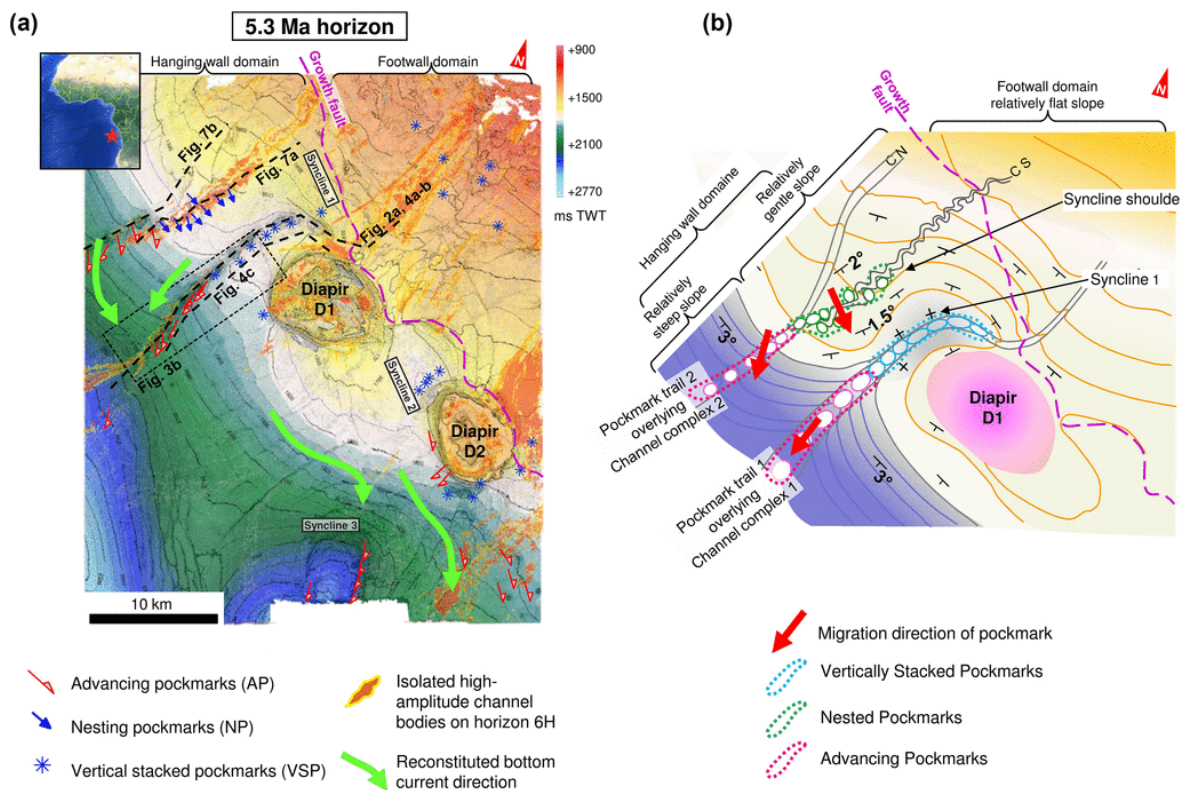 (a)
5.3 Ma horizon
Hanging wall domain
Footwall domain
Growth fault
N
+900
+1500
+2100
+2770
ms TWT
Fig. 7b
Fig. 7a
Syncline 1
Fig. 2a, 4a-b
Fig. 4c
Diapir
D1
Fig. 3b
Syncline 2
Diapir
D2
Syncline 3
10 km
Advancing pockmarks (AP)
Nesting pockmarks (NP)
Vertical stacked pockmarks (VSP)
Isolated high-
amplitude channel
bodies on horizon 6H
Reconstituted bottom
current direction
(b)
N
Footwall domain
relatively flat slope
Growth
fault
Hanging wall domaine
Relatively
gentle slope
Relatively
steep slope
C N
C S
Syncline shoulde
Syncline 1
2°
1.5°
3°
3°
Diapir
D1
Pockmark trail 2
overlying
Channel complex 2
Pockmark trail 1
overlying
Channel complex 1
Migration direction of pockmark
Vertically Stacked Pockmarks
Nested Pockmarks
Advancing Pockmarks